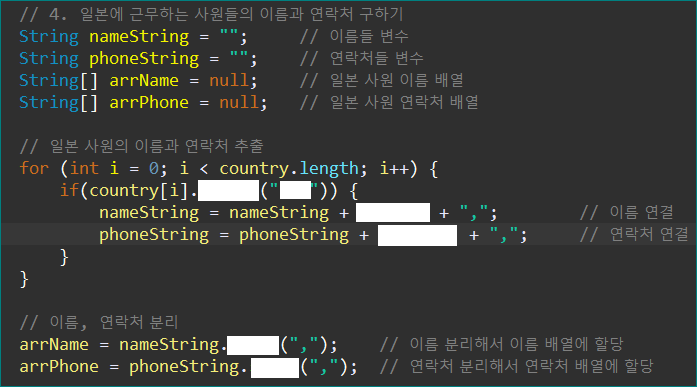 // 4. 일본에 근무하는 사원들의 이름과 연락처 구하기
String nameString = ""; // 이름들 변수
String phoneString = ""; // 연락처들 변수
String[] arrName = null; // 일본 사원 이름 배열
String[] arrPhone = null; // 일본 사원 연락처 배열
// 일본 사원의 이름과 연락처 추출
for (int i = 0; i < country.length; i++) {
if(country[i]. ("")) {
nameString = nameString + + ","; // 이름 연결
phoneString = phoneString + + ","; // 연락처 연결
}
}
// 이름, 연락처 분리
arrName = nameString. (","); // 이름 분리해서 이름 배열에 할당
arrPhone = phoneString. (","); // 연락처 분리해서 연락처 배열에 할당